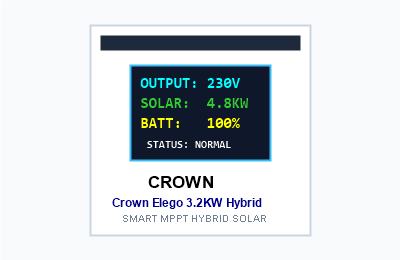 OUTPUT: 230V
SOLAR: 4.8KW
BATT: 100%
STATUS: NORMAL
CROWN
Crown Elego 3.2KW Hybrid
SMART MPPT HYBRID SOLAR